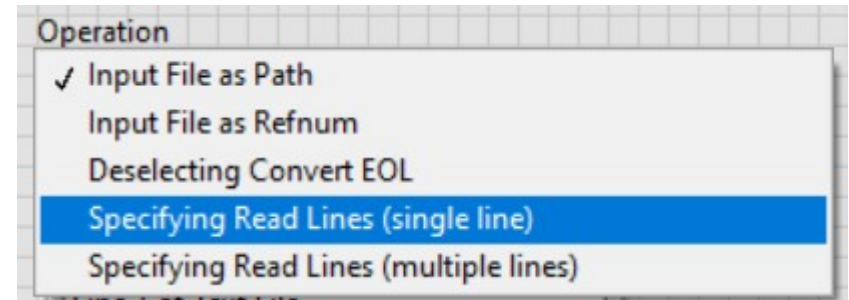 Operation
✓ Input File as Path
Input File as Refnum
Deselecting Convert EOL
Specifying Read Lines (single line)
Specifying Read Lines (multiple lines)